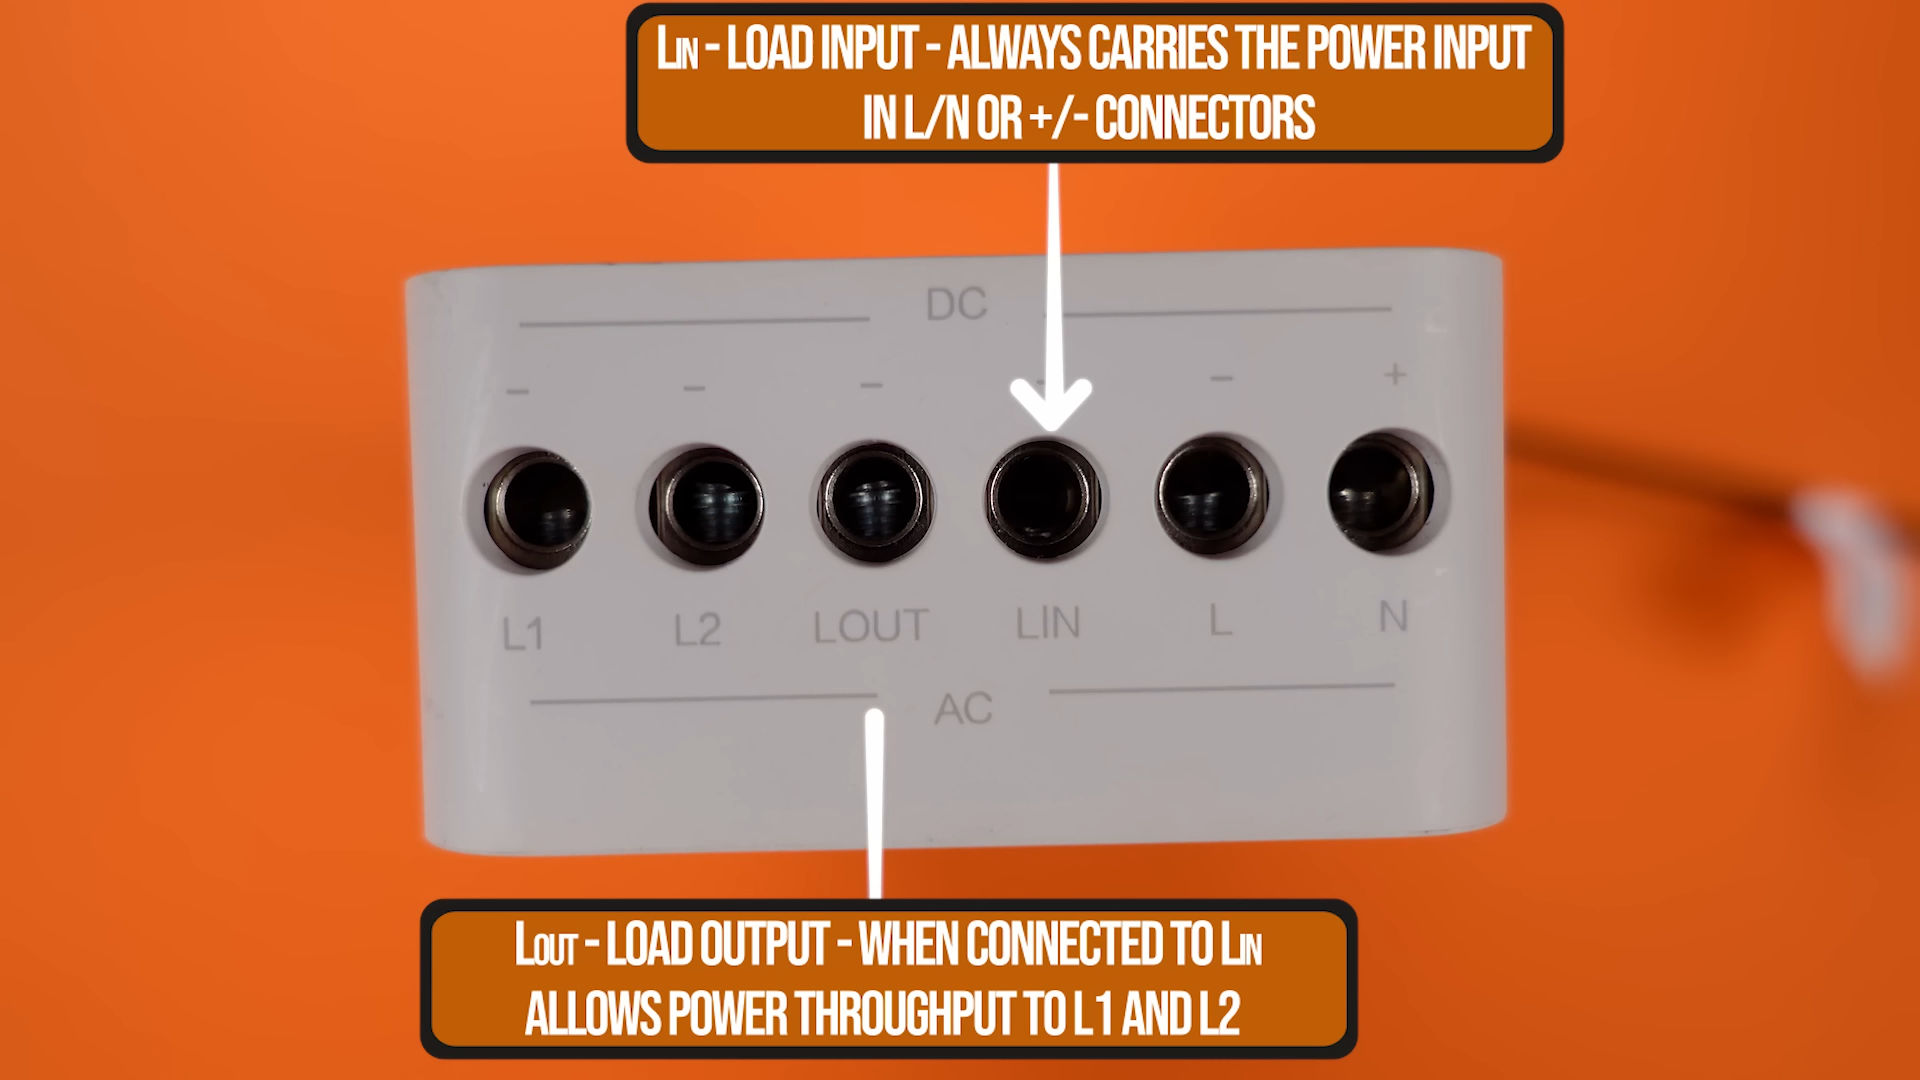 LIN - LOAD INPUT - ALWAYS CARRIES THE POWER INPUT
IN L/N OR +/- CONNECTORS
DC
- - - - - +
L1 L2 LOUT LIN L N
AC
LOUT - LOAD OUTPUT - WHEN CONNECTED TO LIN
ALLOWS POWER THROUGHPUT TO L1 AND L2